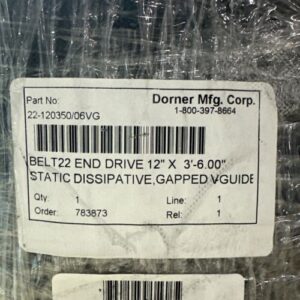 Part No:
Dorner Mfg. Corp.
1-800-397-8664
22-120350/06VG
BELT22 END DRIVE 12" X 3'-6.00"
STATIC DISSIPATIVE,GAPPED VGUIDE
Qty: 1 Line: 1
Order: 783873 Rel: 1